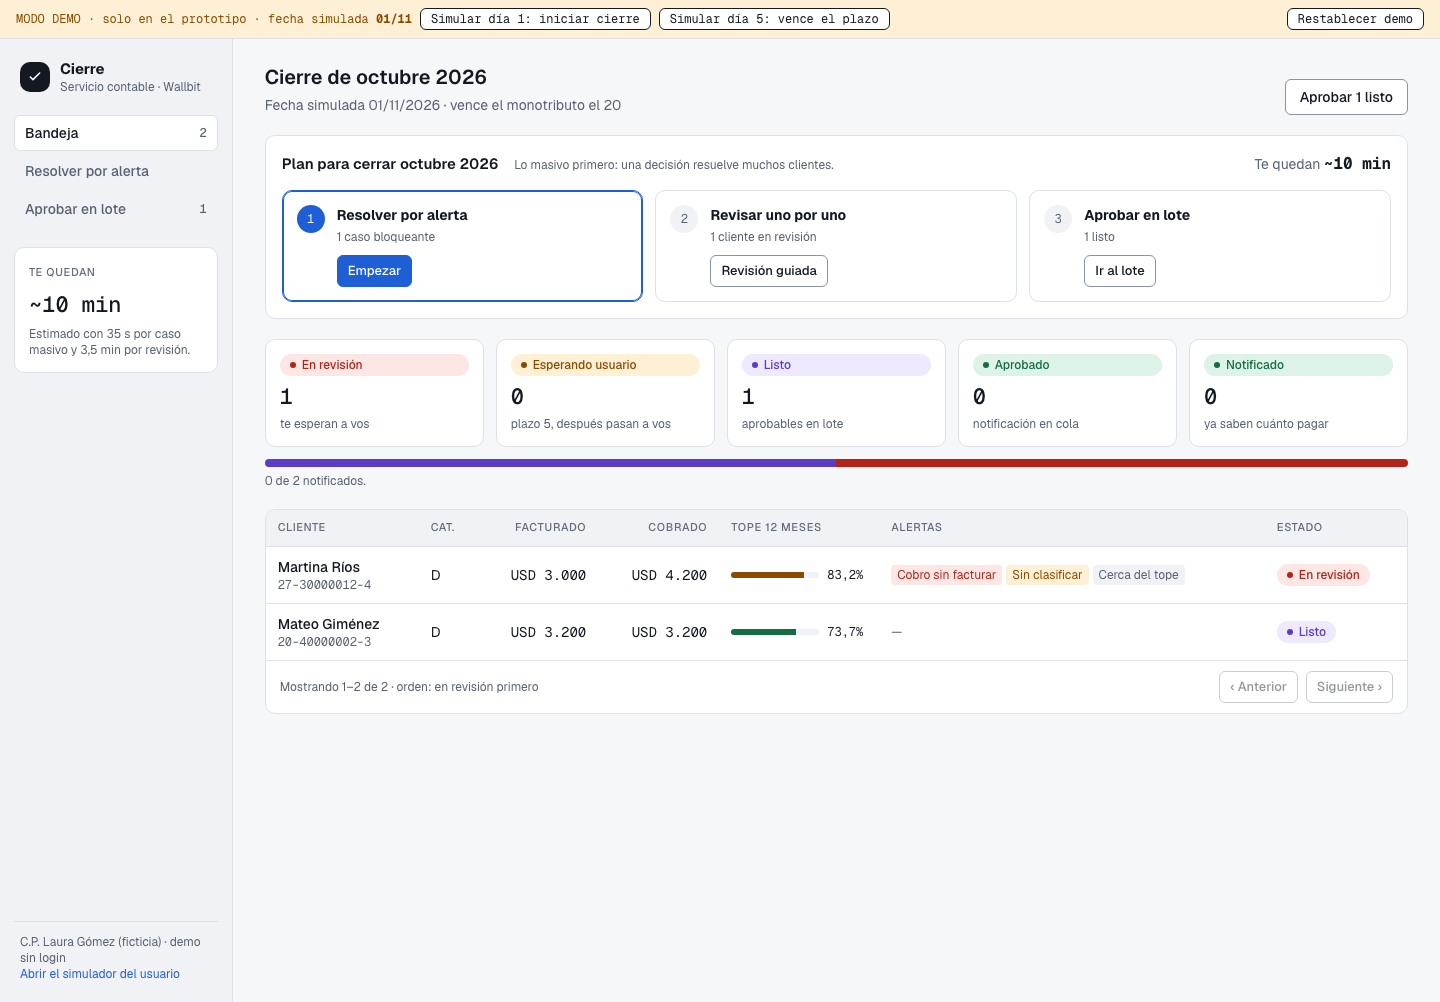 MODO DEMO · solo en el prototipo · fecha simulada 01/11
Simular día 1: iniciar cierre
Simular día 5: vence el plazo
Restablecer demo
Cierre
Servicio contable · Wallbit
Bandeja 2
Resolver por alerta
Aprobar en lote 1
TE QUEDAN
~10 min
Estimado con 35 s por caso
masivo y 3,5 min por revisión.
C.P. Laura Gómez (ficticia) · demo
sin login
Abrir el simulador del usuario
Cierre de octubre 2026
Fecha simulada 01/11/2026 · vence el monotributo el 20
Aprobar 1 listo
Plan para cerrar octubre 2026 Lo masivo primero: una decisión resuelve muchos clientes. Te quedan ~10 min
1 Resolver por alerta
1 caso bloqueante
Empezar
2 Revisar uno por uno
1 cliente en revisión
Revisión guiada
3 Aprobar en lote
1 listo
Ir al lote
En revisión
1
te esperan a vos
Esperando usuario
0
plazo 5, después pasan a vos
Listo
1
aprobables en lote
Aprobado
0
notificación en cola
Notificado
0
ya saben cuánto pagar
0 de 2 notificados.
CLIENTE CAT. FACTURADO COBRADO TOPE 12 MESES ALERTAS ESTADO
Martina Ríos D USD 3.000 USD 4.200 83,2% Cobro sin facturar Sin clasificar Cerca del tope En revisión
27-30000012-4
Mateo Giménez D USD 3.200 USD 3.200 73,7% — Listo
20-40000002-3
Mostrando 1–2 de 2 · orden: en revisión primero ‹ Anterior Siguiente ›